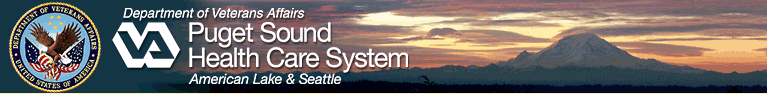 DEPARTMENT OF VETERANS AFFAIRS
UNITED STATES OF AMERICA
Department of Veterans Affairs
VA
Puget Sound
Health Care System
American Lake & Seattle